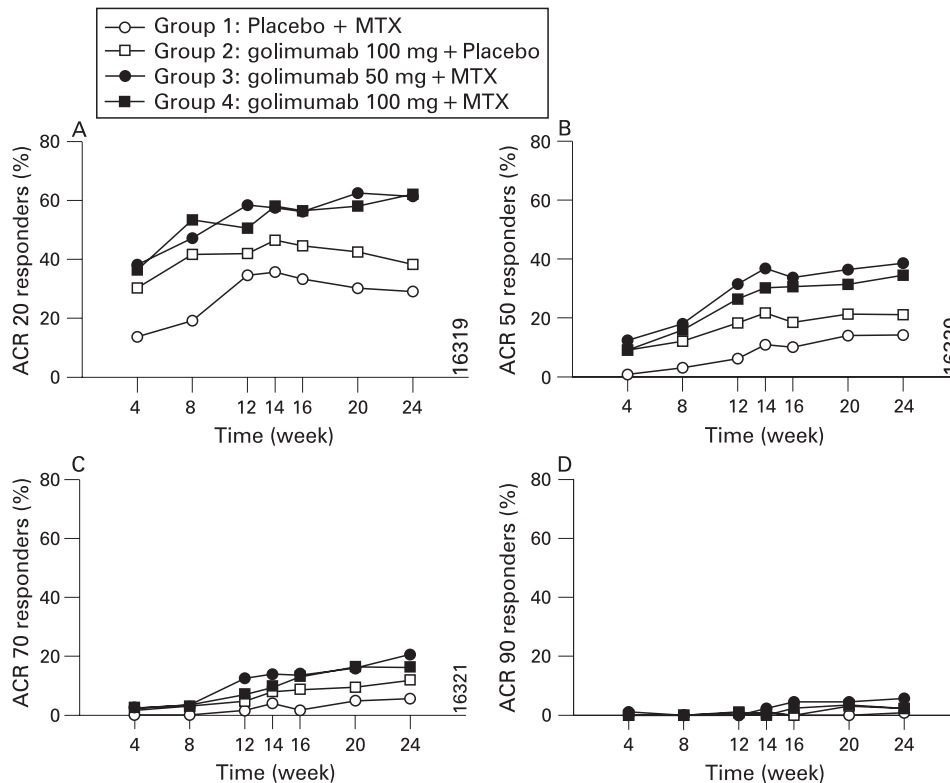 Group 1: Placebo + MTX
Group 2: golimumab 100 mg + Placebo
Group 3: golimumab 50 mg + MTX
Group 4: golimumab 100 mg + MTX
A
ACR 20 responders (%)
80
60
40
20
0
4 8 12 14 16 20 24
Time (week)
16319
B
ACR 50 responders (%)
80
60
40
20
0
4 8 12 14 16 20 24
Time (week)
C
ACR 70 responders (%)
80
60
40
20
0
4 8 12 14 16 20 24
Time (week)
16321
D
ACR 90 responders (%)
80
60
40
20
0
4 8 12 14 16 20 24
Time (week)